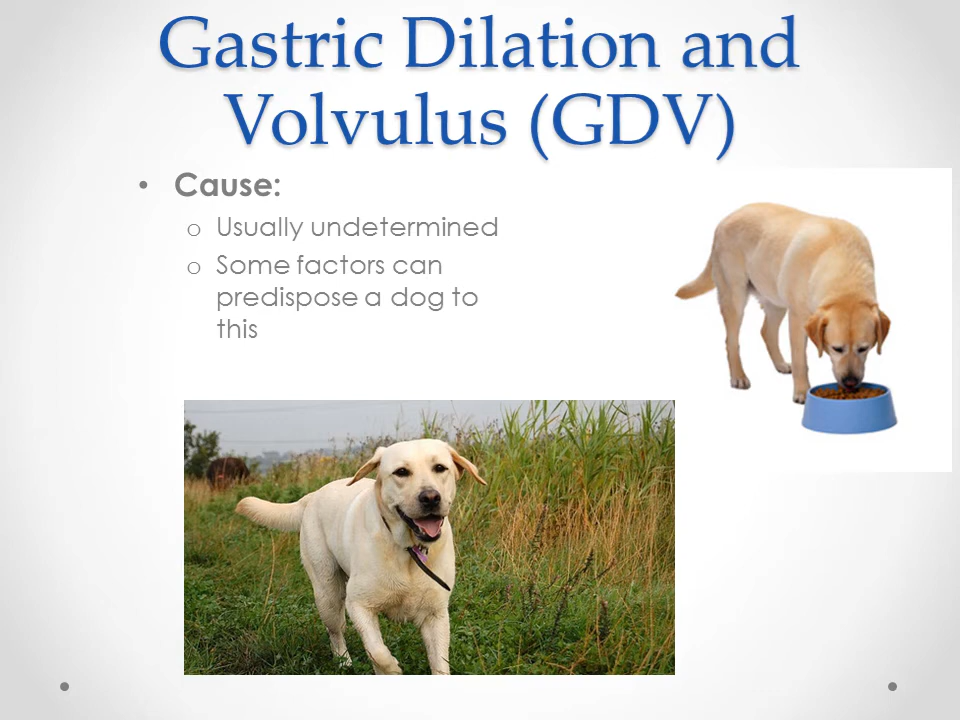 Gastric Dilation and
Volvulus (GDV)
• Cause:
o Usually undetermined
o Some factors can
predispose a dog to
this